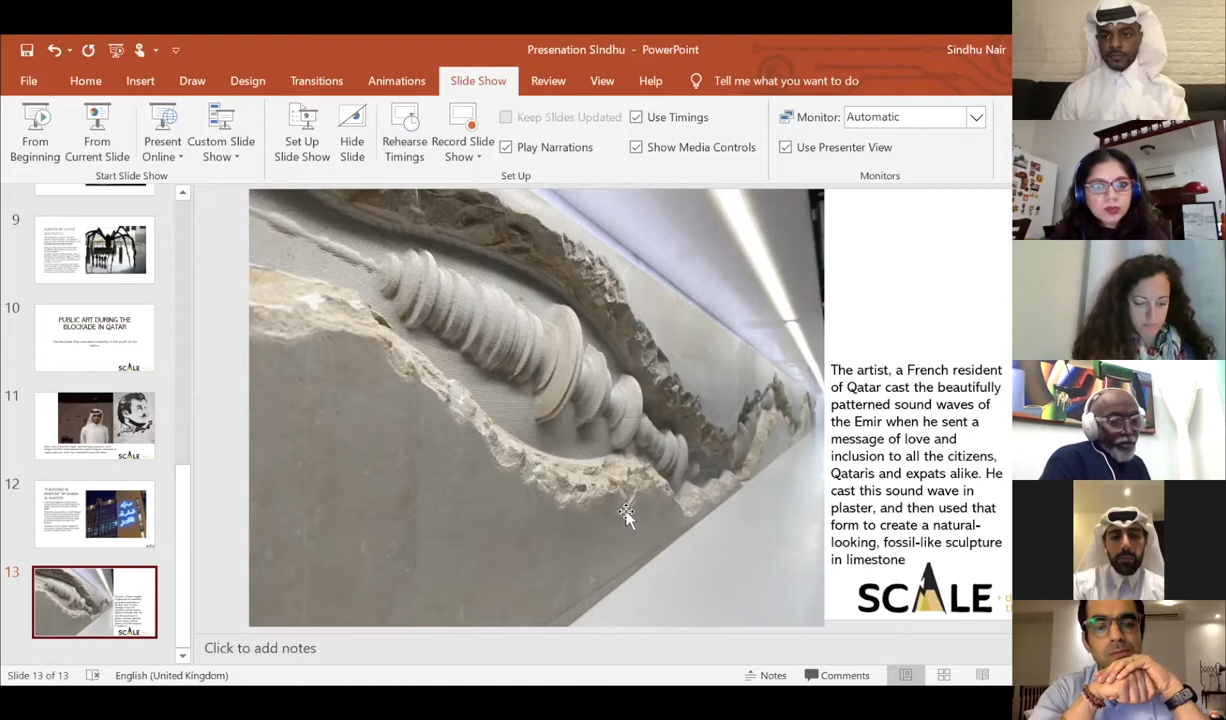 Presenation SIndhu - PowerPoint
Sindhu Nair
File
Home
Insert
Draw
Design
Transitions
Animations
Slide Show
Review
View
Help
Tell me what you want to do
From Beginning
From Current Slide
Present Online
Custom Slide Show
Set Up Slide Show
Hide Slide
Rehearse Timings
Record Slide Show
Keep Slides Updated
Play Narrations
Use Timings
Show Media Controls
Monitor:
Automatic
Use Presenter View
Start Slide Show
Set Up
Monitors
9
10
PUBLIC ART DURING THE
BLOCKADE IN QATAR
SCALE
11
SCALE
12
13
SCALE
The artist, a French resident
of Qatar cast the beautifully
patterned sound waves of
the Emir when he sent a
message of love and
inclusion to all the citizens,
Qataris and expats alike. He
cast this sound wave in
plaster, and then used that
form to create a natural-
looking, fossil-like sculpture
in limestone
SCALE
Click to add notes
Slide 13 of 13
English (United Kingdom)
Notes
Comments